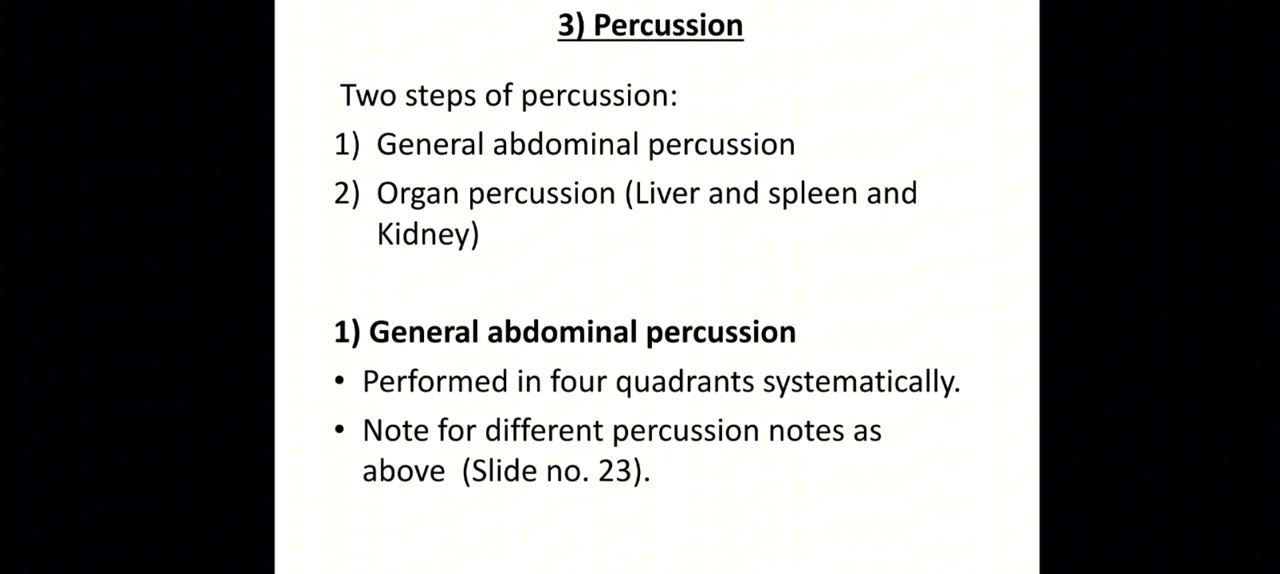 3) Percussion
Two steps of percussion:
1) General abdominal percussion
2) Organ percussion (Liver and spleen and
Kidney)
1) General abdominal percussion
• Performed in four quadrants systematically.
• Note for different percussion notes as
above (Slide no. 23).